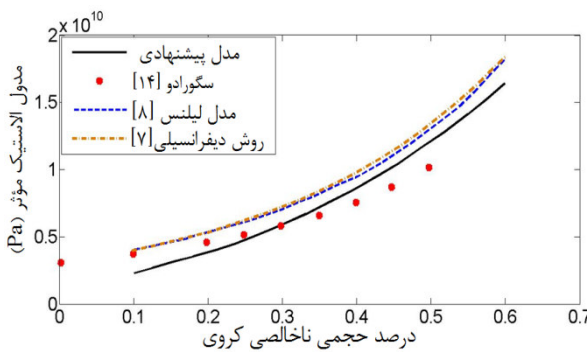 2
x 10^10
1.5
1
0.5
0
مدول الاستیک مؤثر (Pa)
مدل پیشنهادی
سگورادو [۱۴]
مدل لیلنس [۸]
روش دیفرانسیلی[۷]
0 0.1 0.2 0.3 0.4 0.5 0.6 0.7
درصد حجمی ناخالصی کروی